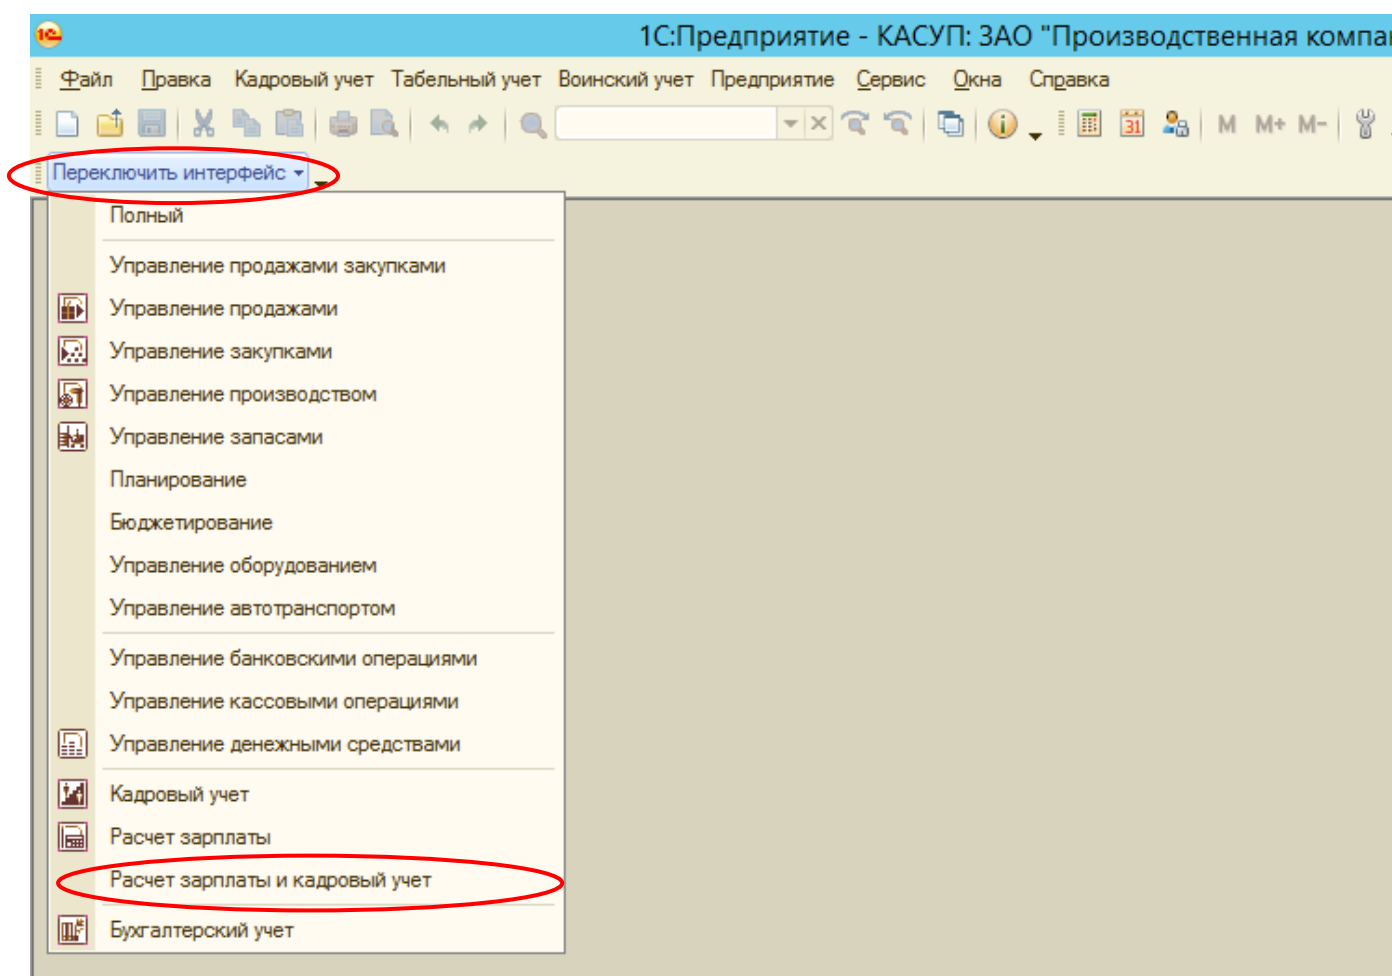 1С:Предприятие - КАСУП: ЗАО "Производственная компан
Файл Правка Кадровый учет Табельный учет Воинский учет Предприятие Сервис Окна Справка
31 M M+ M-
Переключить интерфейс
Полный
Управление продажами закупками
Управление продажами
Управление закупками
Управление производством
Управление запасами
Планирование
Бюджетирование
Управление оборудованием
Управление автотранспортом
Управление банковскими операциями
Управление кассовыми операциями
Управление денежными средствами
Кадровый учет
Расчет зарплаты
Расчет зарплаты и кадровый учет
Бухгалтерский учет